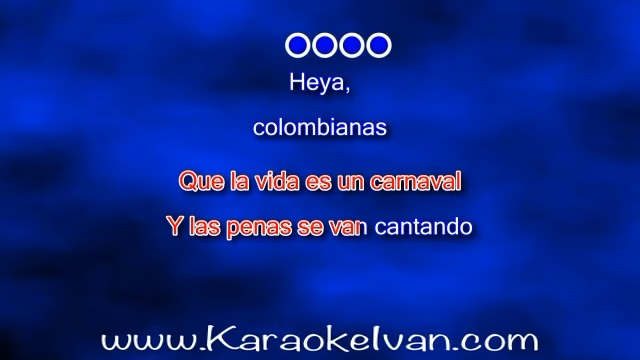 Heya,
colombianas
Que la vida es un carnaval
Y las penas se van cantando
www.KaraokeIvan.com